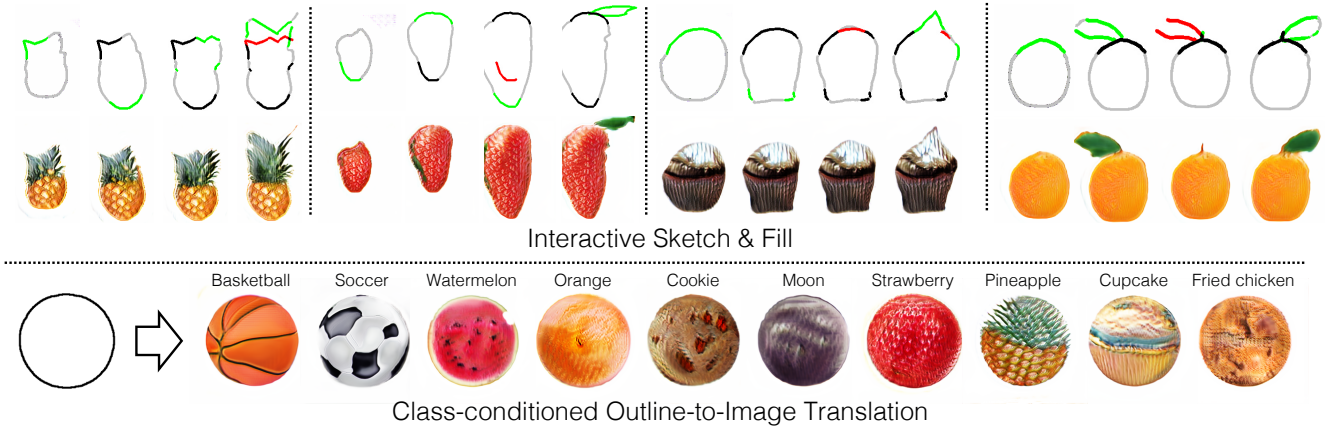 Interactive Sketch & Fill
Basketball Soccer Watermelon Orange Cookie Moon Strawberry Pineapple Cupcake Fried chicken
Class-conditioned Outline-to-Image Translation